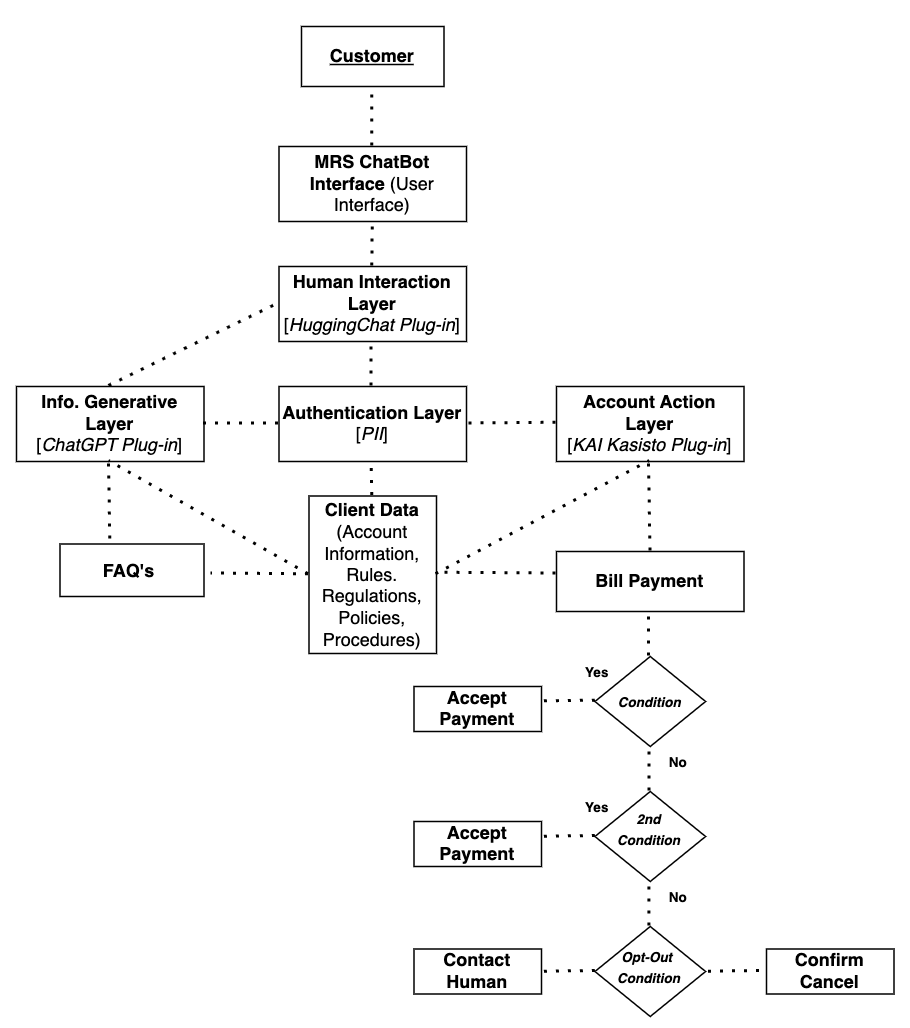 Customer
MRS ChatBot
Interface (User
Interface)
Human Interaction
Layer
[HuggingChat Plug-in]
Info. Generative
Layer
[ChatGPT Plug-in]
Authentication Layer
[PII]
Account Action
Layer
[KAI Kasisto Plug-in]
Client Data
(Account
Information,
Rules.
Regulations,
Policies,
Procedures)
FAQ's
Bill Payment
Yes
Accept
Payment
Condition
No
Yes
Accept
Payment
2nd
Condition
No
Contact
Human
Opt-Out
Condition
Confirm
Cancel